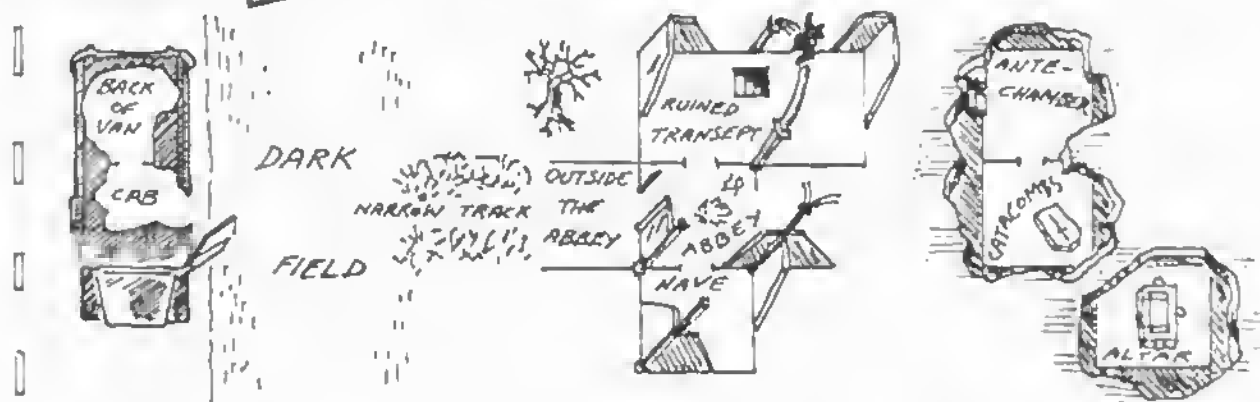 BACK
OF
VAN
CAB
DARK
FIELD
NARROW TRACK
OUTSIDE
THE
ABBEY
RUINED
TRANSEPT
ABBEY
NAVE
ANTE-
CHAMBER
CATACOMBS
ALTAR